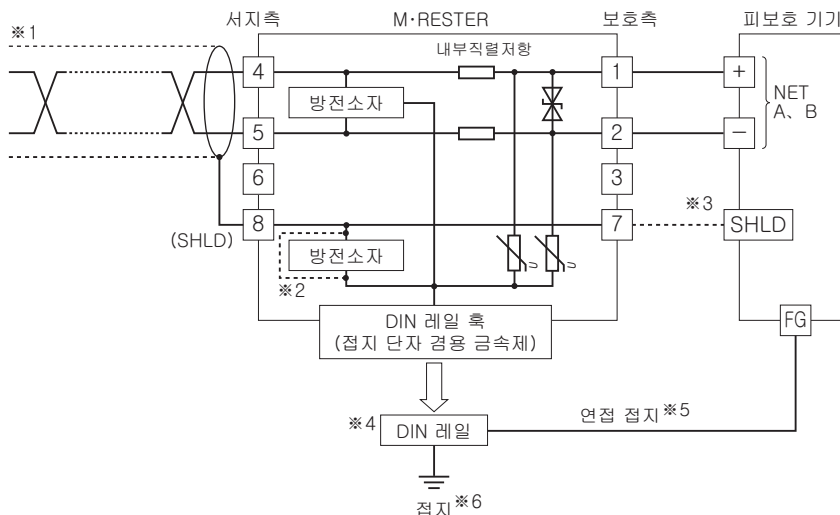 ※1
서지측
M·RESTER
보호측
피보호 기기
내부직렬저항
4
1
+
방전소자
NET
A、B
5
2
−
6
3
※3
8
7
SHLD
(SHLD)
방전소자
※2
DIN 레일 훅
(접지 단자 겸용 금속제)
FG
※4
DIN 레일
연접 접지※5
접지※6